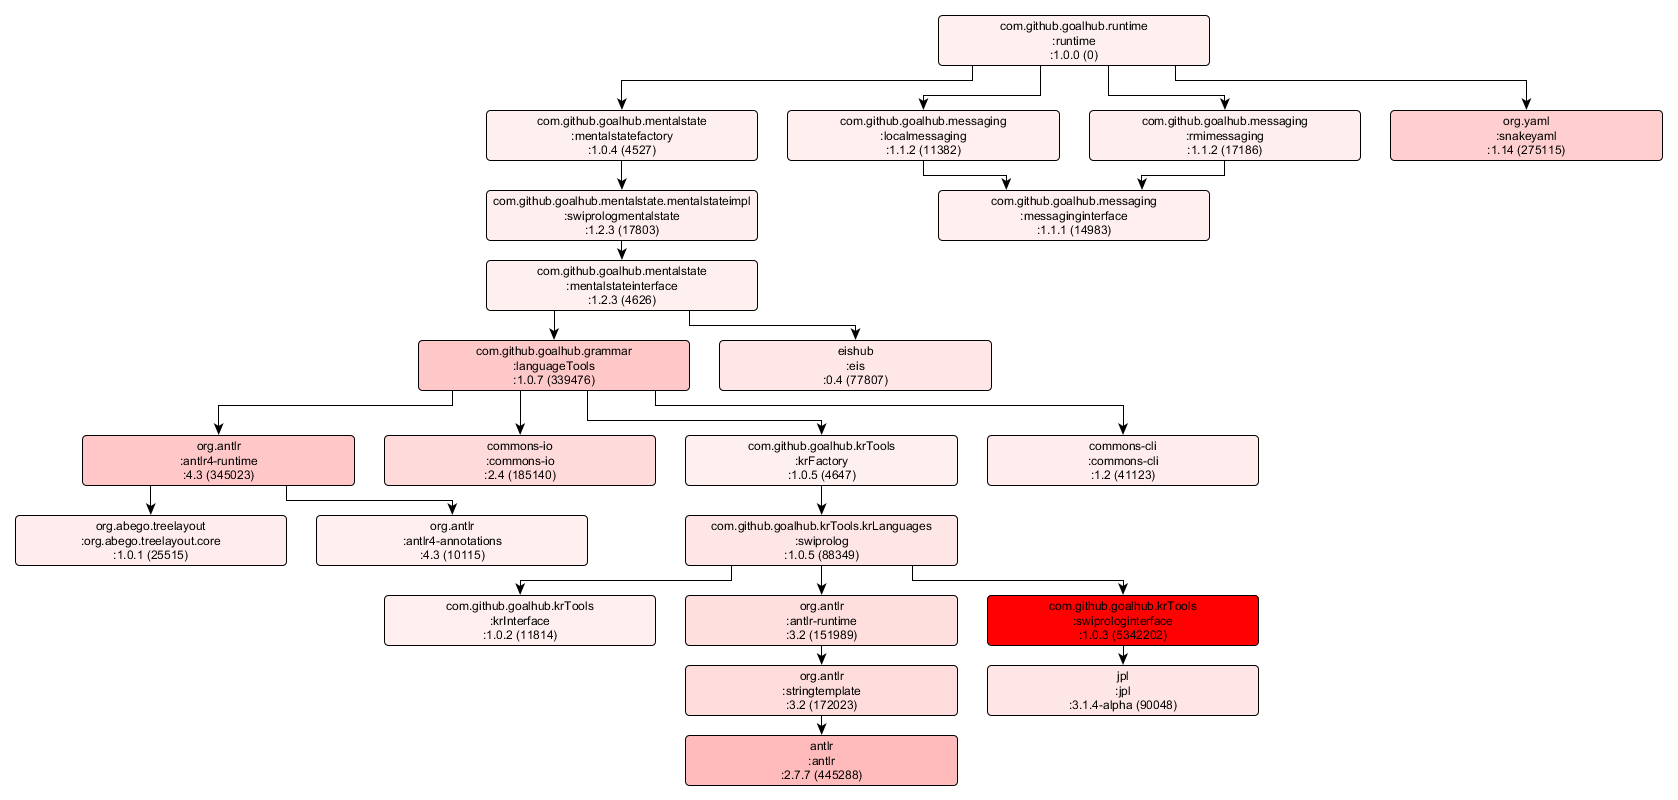 com.github.goalhub.runtime
:runtime
:1.0.0 (0)
com.github.goalhub.mentalstate
:mentalstatefactory
:1.0.4 (4527)
com.github.goalhub.messaging
:localmessaging
:1.1.2 (11382)
com.github.goalhub.messaging
:rmimessaging
:1.1.2 (17186)
org.yaml
:snakeyaml
:1.14 (275115)
com.github.goalhub.mentalstate.mentalstateimpl
:swiprologmentalstate
:1.2.3 (17803)
com.github.goalhub.messaging
:messaginginterface
:1.1.1 (14983)
com.github.goalhub.mentalstate
:mentalstateinterface
:1.2.3 (4626)
com.github.goalhub.grammar
:languageTools
:1.0.7 (339476)
eishub
:eis
:0.4 (77807)
org.antlr
:antlr4-runtime
:4.3 (345023)
commons-io
:commons-io
:2.4 (185140)
com.github.goalhub.krTools
:krFactory
:1.0.5 (4647)
commons-cli
:commons-cli
:1.2 (41123)
org.abego.treelayout
:org.abego.treelayout.core
:1.0.1 (25515)
org.antlr
:antlr4-annotations
:4.3 (10115)
com.github.goalhub.krTools.krLanguages
:swiprolog
:1.0.5 (88349)
com.github.goalhub.krTools
:krInterface
:1.0.2 (11814)
org.antlr
:antlr-runtime
:3.2 (151989)
com.github.goalhub.krTools
:swiprologinterface
:1.0.3 (5342202)
org.antlr
:stringtemplate
:3.2 (172023)
jpl
:jpl
:3.1.4-alpha (90048)
antlr
:antlr
:2.7.7 (445288)